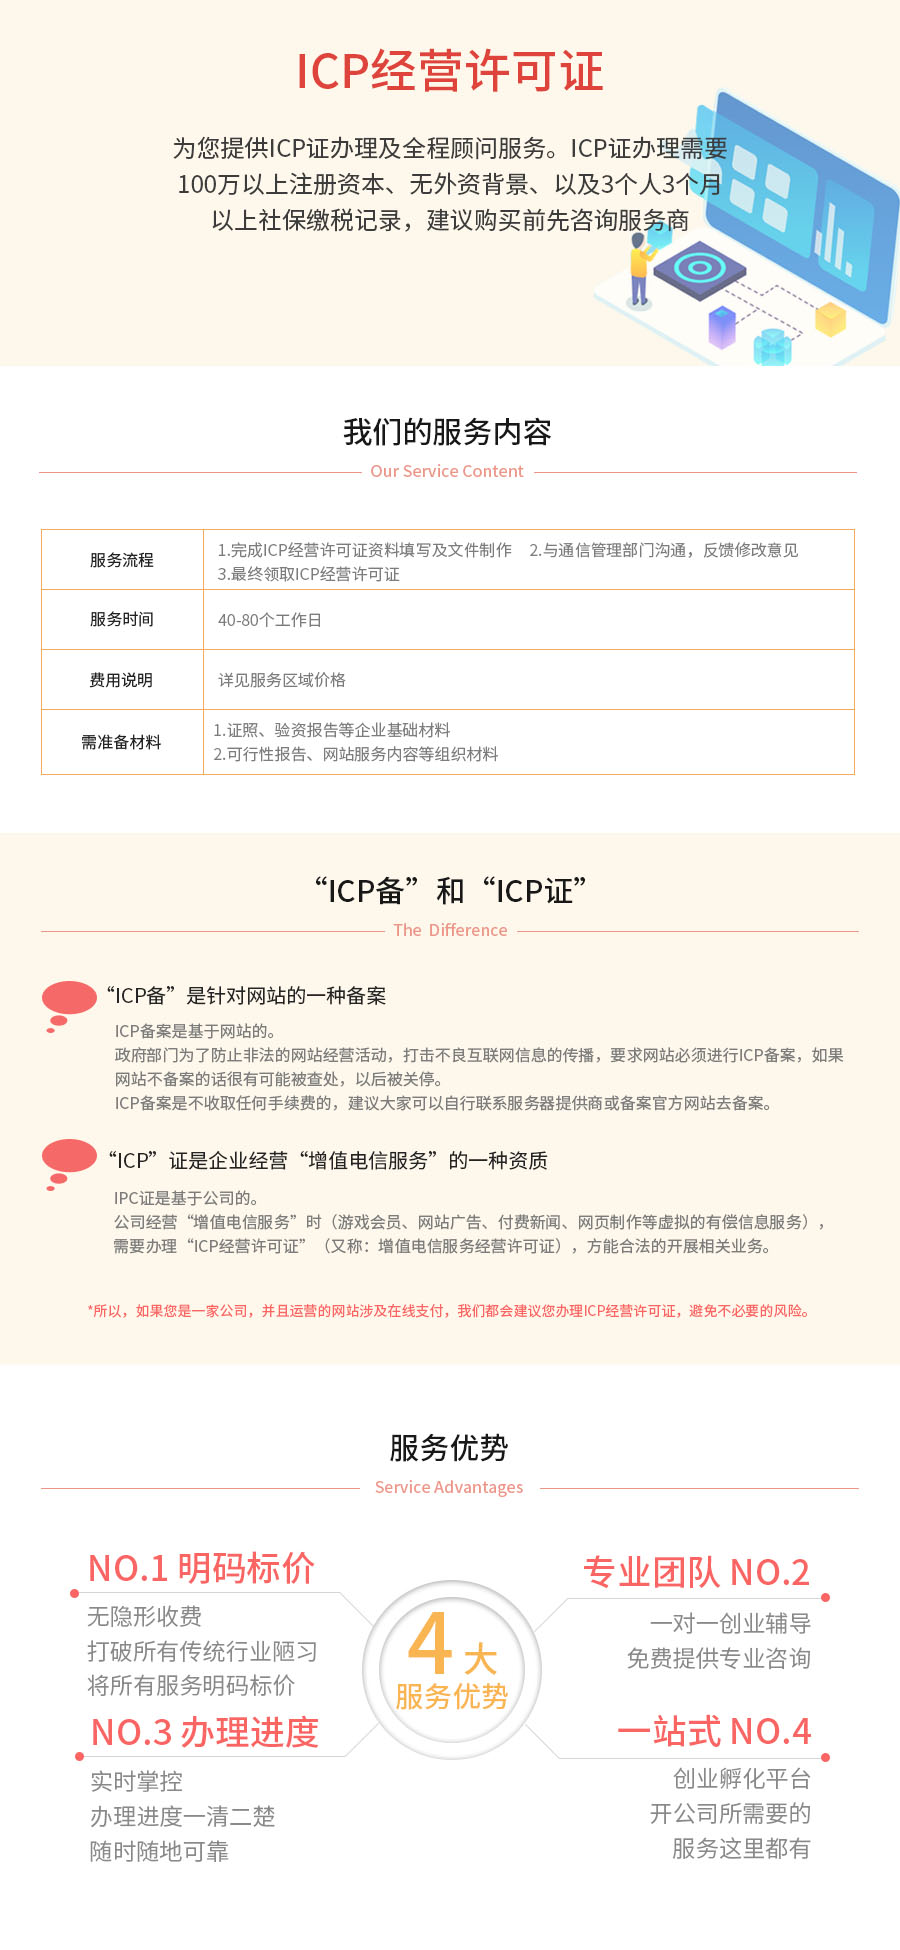 ICP经营许可证
为您提供ICP证办理及全程顾问服务。ICP证办理需要
100万以上注册资本、无外资背景、以及3个人3个月
以上社保缴税记录，建议购买前先咨询服务商
我们的服务内容
Our Service Content
服务流程
1.完成ICP经营许可证资料填写及文件制作 2.与通信管理部门沟通，反馈修改意见
3.最终领取ICP经营许可证
服务时间
40-80个工作日
费用说明
详见服务区域价格
需准备材料
1.证照、验资报告等企业基础材料
2.可行性报告、网站服务内容等组织材料
“ICP备”和“ICP证”
The Difference
“ICP备”是针对网站的一种备案
ICP备案是基于网站的。
政府部门为了防止非法的网站经营活动，打击不良互联网信息的传播，要求网站必须进行ICP备案，如果
网站不备案的话很有可能被查处，以后被关停。
ICP备案是不收取任何手续费的，建议大家可以自行联系服务器提供商或备案官方网站去备案。
“ICP”证是企业经营“增值电信服务”的一种资质
IPC证是基于公司的。
公司经营“增值电信服务”时（游戏会员、网站广告、付费新闻、网页制作等虚拟的有偿信息服务），
需要办理“ICP经营许可证”（又称：增值电信服务经营许可证），方能合法的开展相关业务。
*所以，如果您是一家公司，并且运营的网站涉及在线支付，我们都会建议您办理ICP经营许可证，避免不必要的风险。
服务优势
Service Advantages
NO.1 明码标价
无隐形收费
打破所有传统行业陋习
将所有服务明码标价
专业团队 NO.2
一对一创业辅导
免费提供专业咨询
4大
服务优势
NO.3 办理进度
实时掌控
办理进度一清二楚
随时随地可靠
一站式 NO.4
创业孵化平台
开公司所需要的
服务这里都有